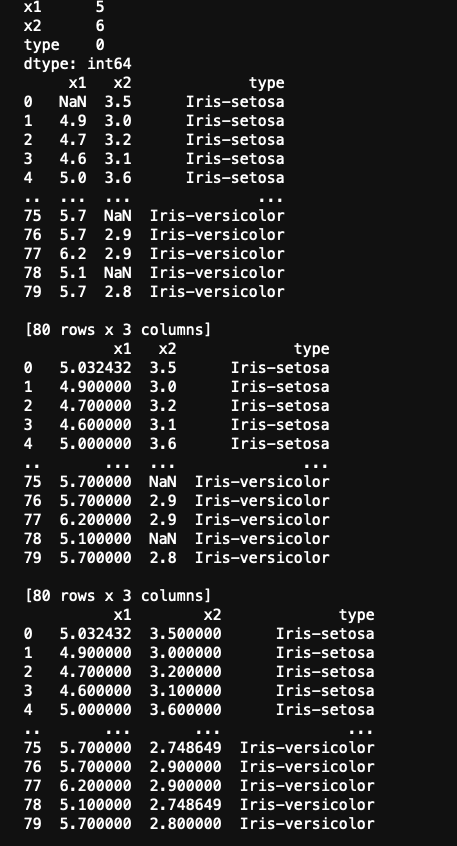 x1      5
x2      6
type    0
dtype: int64
     x1   x2             type
0   NaN  3.5      Iris-setosa
1   4.9  3.0      Iris-setosa
2   4.7  3.2      Iris-setosa
3   4.6  3.1      Iris-setosa
4   5.0  3.6      Iris-setosa
..  ...  ...              ...
75  5.7  NaN  Iris-versicolor
76  5.7  2.9  Iris-versicolor
77  6.2  2.9  Iris-versicolor
78  5.1  NaN  Iris-versicolor
79  5.7  2.8  Iris-versicolor

[80 rows x 3 columns]
          x1   x2             type
0   5.032432  3.5      Iris-setosa
1   4.900000  3.0      Iris-setosa
2   4.700000  3.2      Iris-setosa
3   4.600000  3.1      Iris-setosa
4   5.000000  3.6      Iris-setosa
..       ...  ...              ...
75  5.700000  NaN  Iris-versicolor
76  5.700000  2.9  Iris-versicolor
77  6.200000  2.9  Iris-versicolor
78  5.100000  NaN  Iris-versicolor
79  5.700000  2.8  Iris-versicolor

[80 rows x 3 columns]
          x1        x2             type
0   5.032432  3.500000      Iris-setosa
1   4.900000  3.000000      Iris-setosa
2   4.700000  3.200000      Iris-setosa
3   4.600000  3.100000      Iris-setosa
4   5.000000  3.600000      Iris-setosa
..       ...       ...              ...
75  5.700000  2.748649  Iris-versicolor
76  5.700000  2.900000  Iris-versicolor
77  6.200000  2.900000  Iris-versicolor
78  5.100000  2.748649  Iris-versicolor
79  5.700000  2.800000  Iris-versicolor